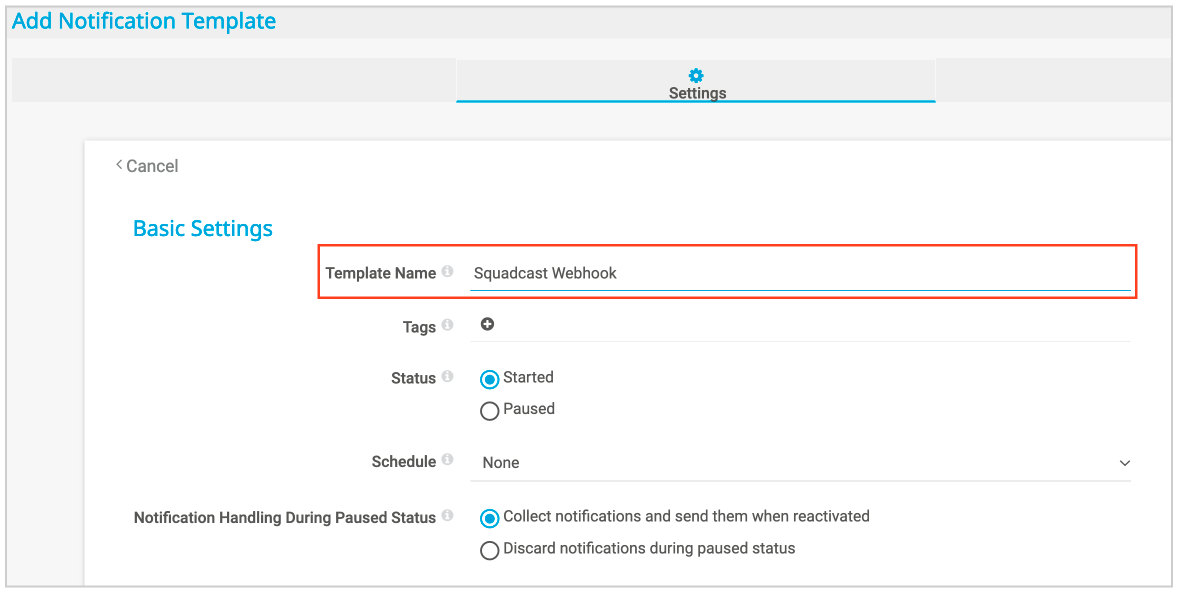 Add Notification Template
Settings
Cancel
Basic Settings
Template Name Squadcast Webhook
Tags
Status Started
Paused
Schedule None
Notification Handling During Paused Status Collect notifications and send them when reactivated
Discard notifications during paused status